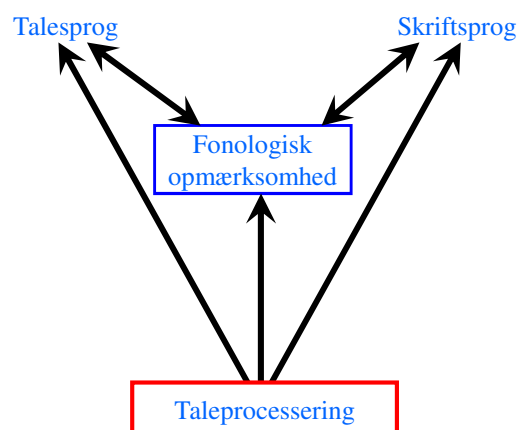 Talesprog
Skriftsprog
Fonologisk
opmærksomhed
Taleprocessering